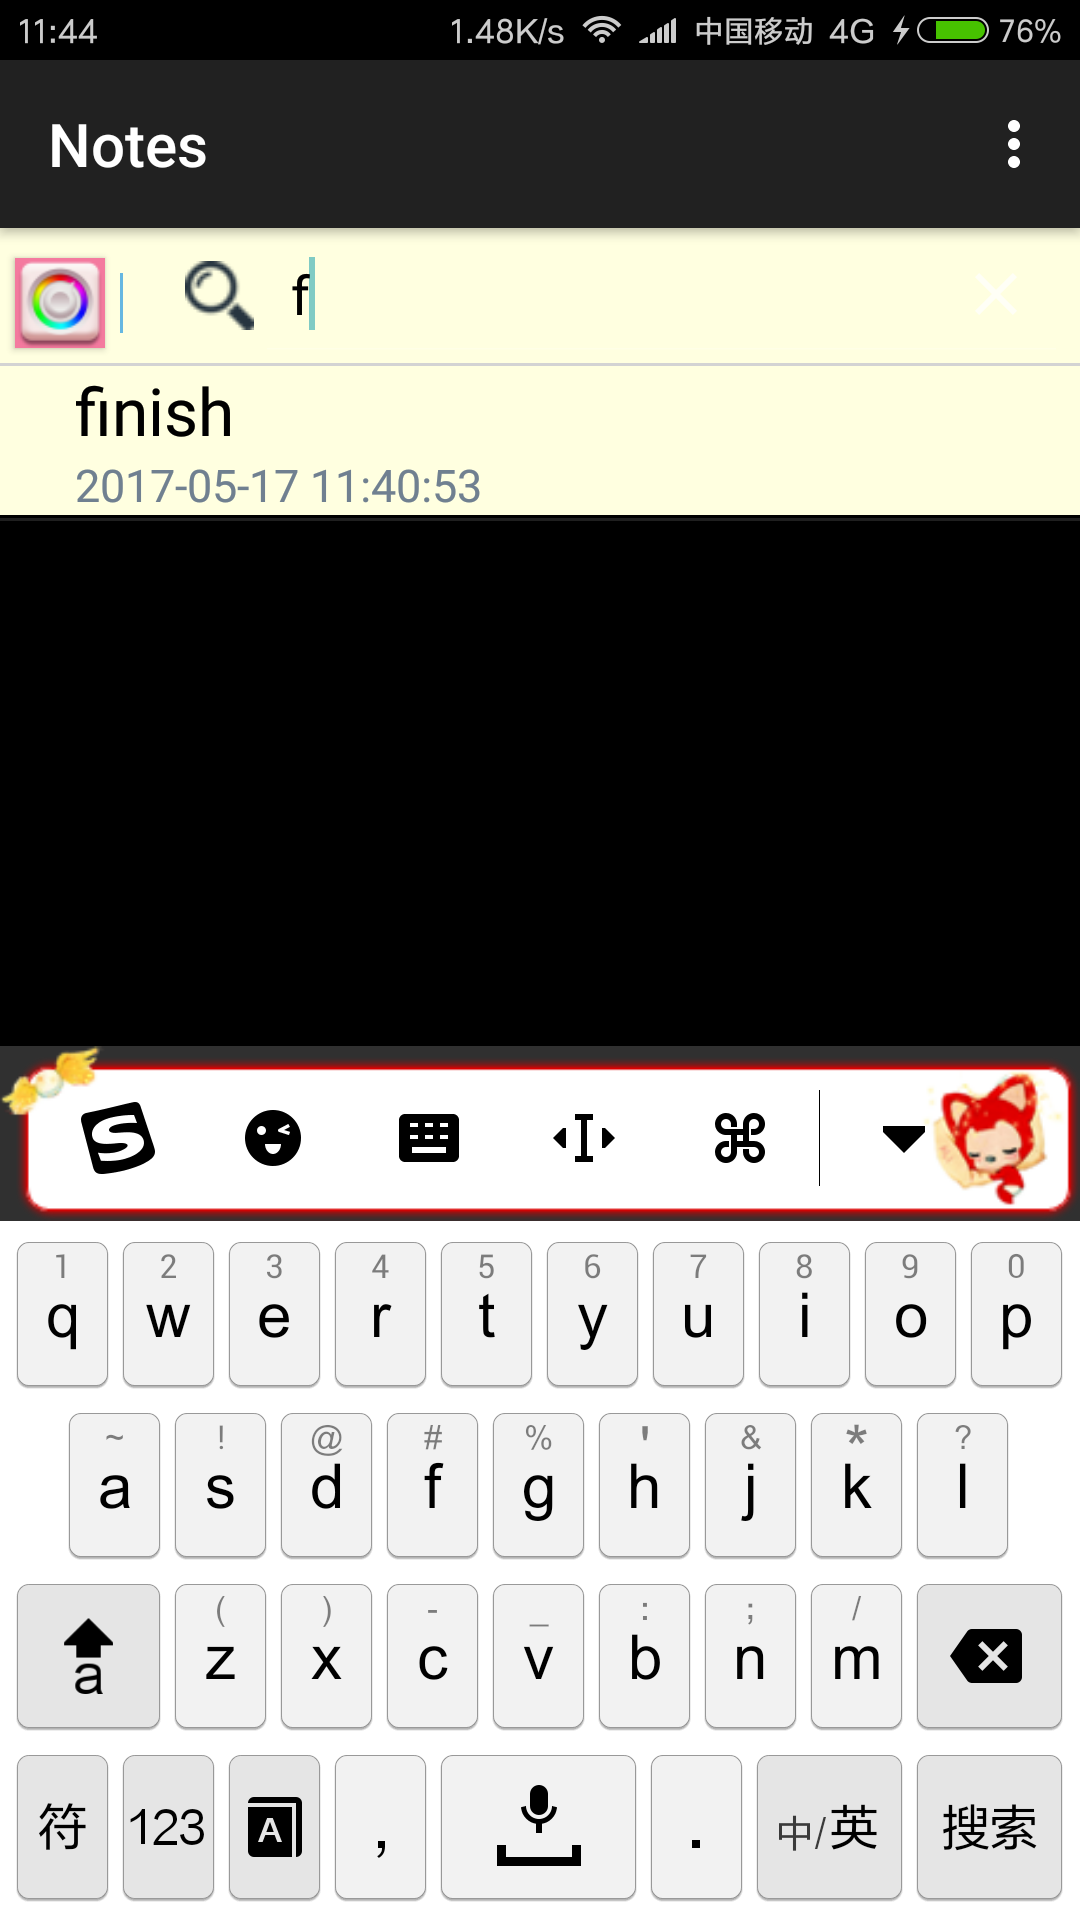 11:44 1.48K/s 中国移动 4G 76%
Notes
f
finish
2017-05-17 11:40:53
1 2 3 4 5 6 7 8 9 0
q w e r t y u i o p
~ ! @ # % ' & * ?
a s d f g h j k l
( ) - _ : ; /
a z x c v b n m
符 123 A , . 中/英 搜索